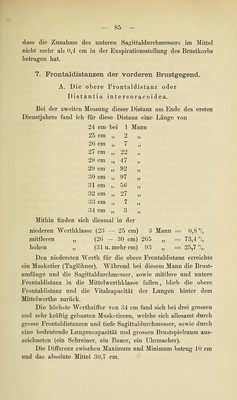 — 85 —
dass die Zunahme des unteren Sagittaldurchmessers im Mittel
nicht mehr als 0,4 cm in der Exspirationsstellung des Brustkorbs
betragen hat.
7. Frontaldistanzen der vorderen Brustgegend.
A. Die obere Frontaldistanz oder
Distantia intercoracoidea.
Bei der zweiten Messung dieser Distanz am Ende des ersten
Dienstjahres fand ich für diese Distanz eine Länge von
24 cm bei 1 Mann
25 cm „ 2 „
26 cm „ 7 „
27 cm „ 22 „
28 cm „ 47 „
29 cm „ 92 „
30 cm „ 97 „
31 cm „ 56 „
32 cm „ 27 „
33 cm „ 7 „
34 cm „ 3 „
Mithin finden sich diesmal in der
niederen Werthklasse (23 — 25 cm) 3 Mann = 0,8 %
mittleren „ (26 — 30 cm) 265 „ = 73,4 %
hohen „ (31 u. mehr cm) 93 „ = 25,7 %.
Den niedersten Werth für die obere Frontaldistanz erreichte
ein Musketier (Taglöhner). Während bei diesem Mann die Brust-
umfänge und die Sagittaldurchmesser, sowie mittlere und untere
Frontaldistanz in die Mittelwerthklasse fallen, blieb die obere
Frontaldistanz und die Vitalcapacität der Lungen hinter dem
Mittelwerthe zurück.
Die höchste Werthziffer von 34 cm fand sich bei drei grossen
und sehr kräftig gebauten Musketieren, welche sich allesamt durch
grosse Frontaldistanzen und tiefe Sagittaldurchmesser, sowie durch
eine bedeutende Lungencapacität und grossen Brustspielraum aus-
zeichneten (ein Schreiner, ein Bauer, ein Uhrmacher).
Die Differenz zwischen Maximum und Minimum betrug 10 cm
und das absolute Mittel 30,7 cm.